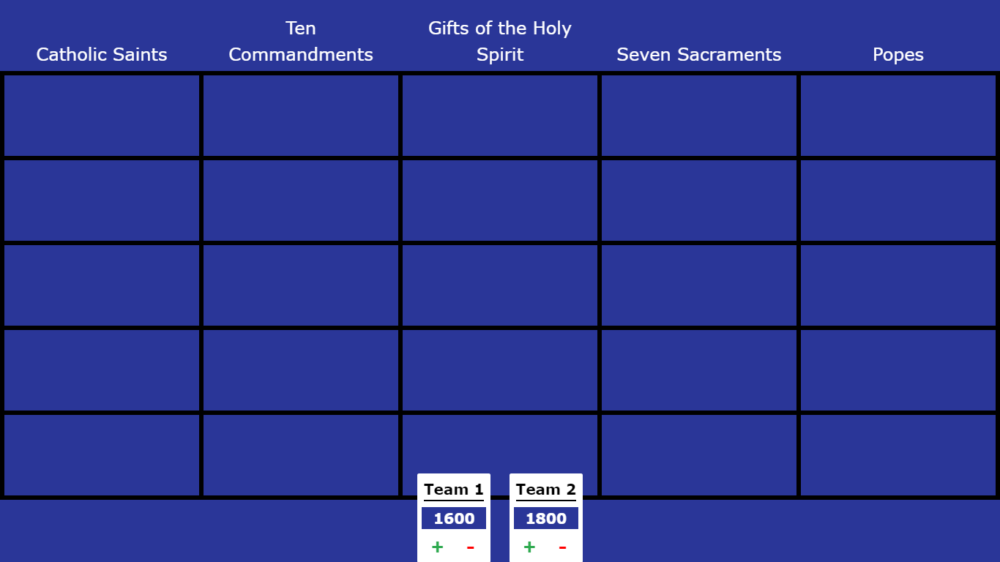 Catholic Saints
Ten
Commandments
Gifts of the Holy
Spirit
Seven Sacraments
Popes
Team 1
1600
+ -
Team 2
1800
+ -